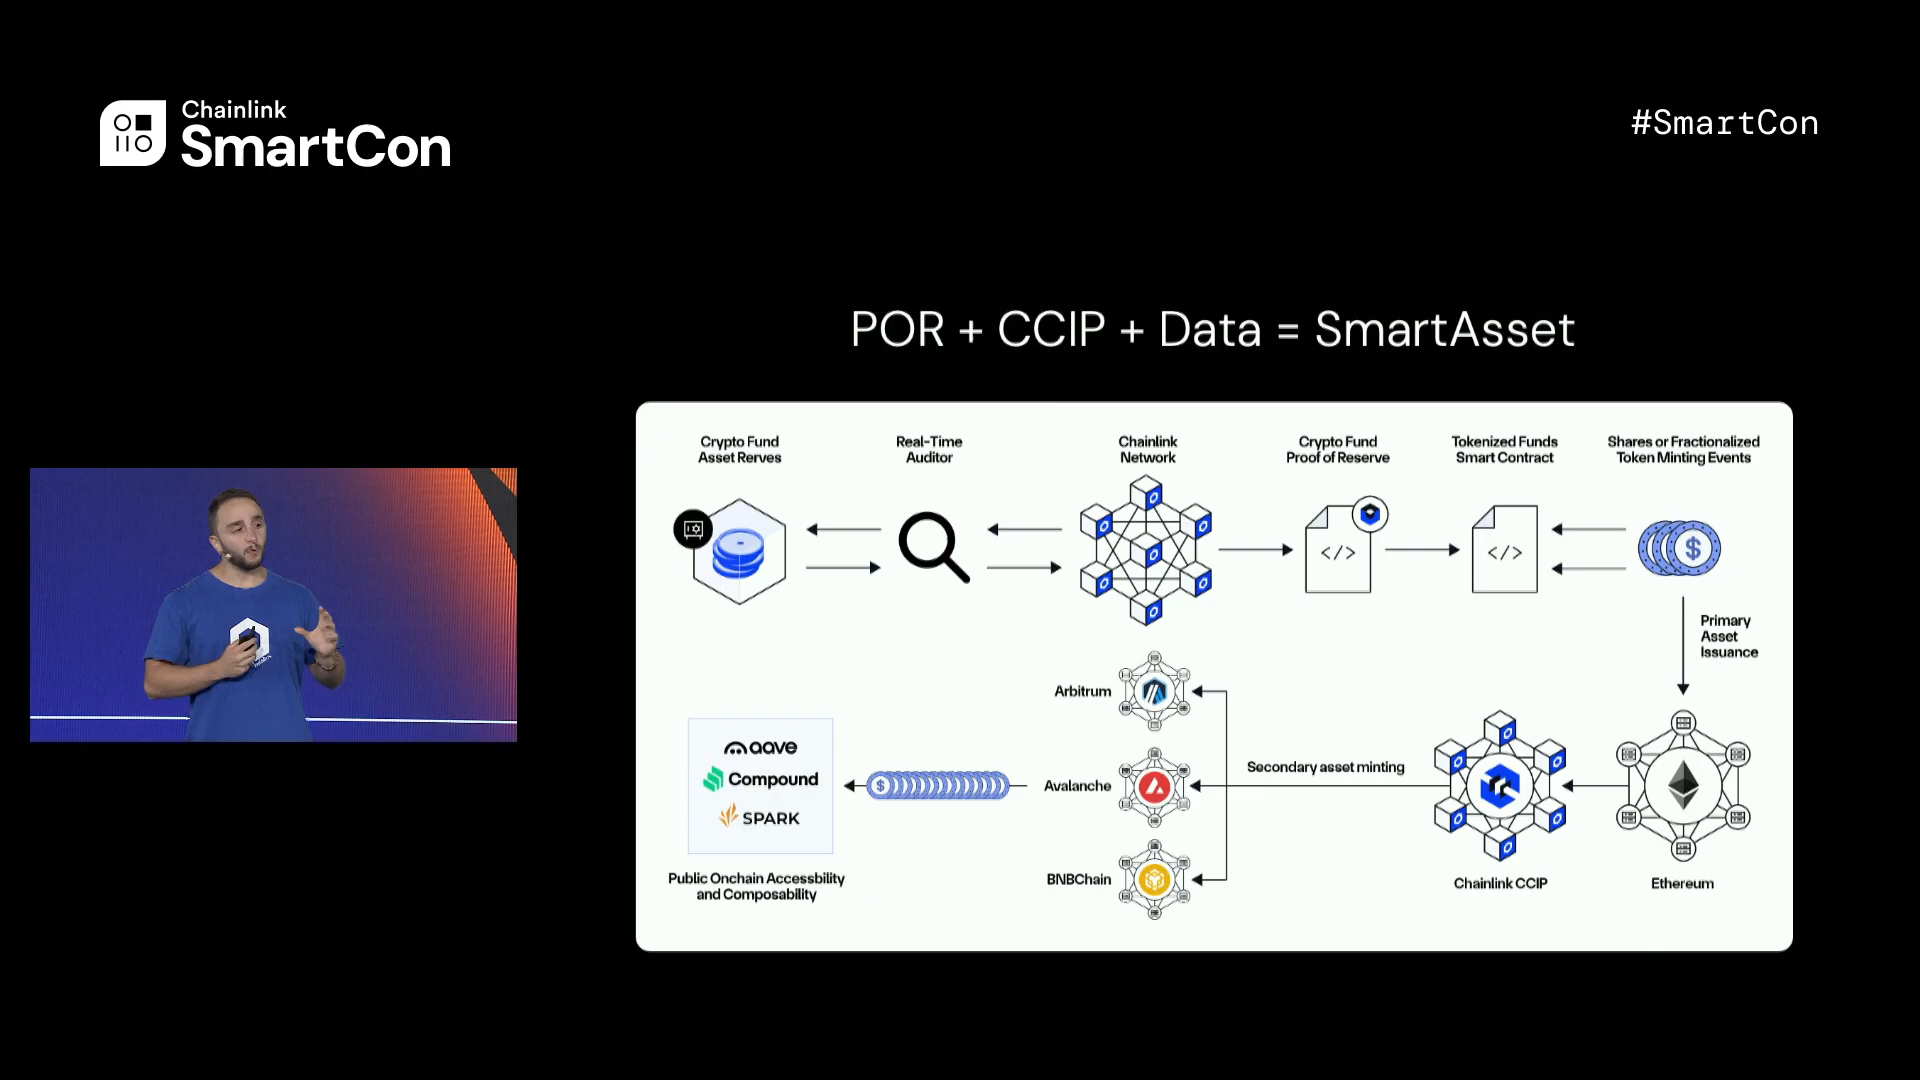 Chainlink
SmartCon
#SmartCon
POR + CCIP + Data = SmartAsset
Crypto Fund
Asset Rerves
Real-Time
Auditor
Chainlink
Network
Crypto Fund
Proof of Reserve
Tokenized Funds
Smart Contract
Shares or Fractionalized
Token Minting Events
</>
</>
$
Primary
Asset
Issuance
Arbitrum
aave
Compound
SPARK
$
Avalanche
Secondary asset minting
BNBChain
Public Onchain Accessbility
and Composability
Chainlink CCIP
Ethereum